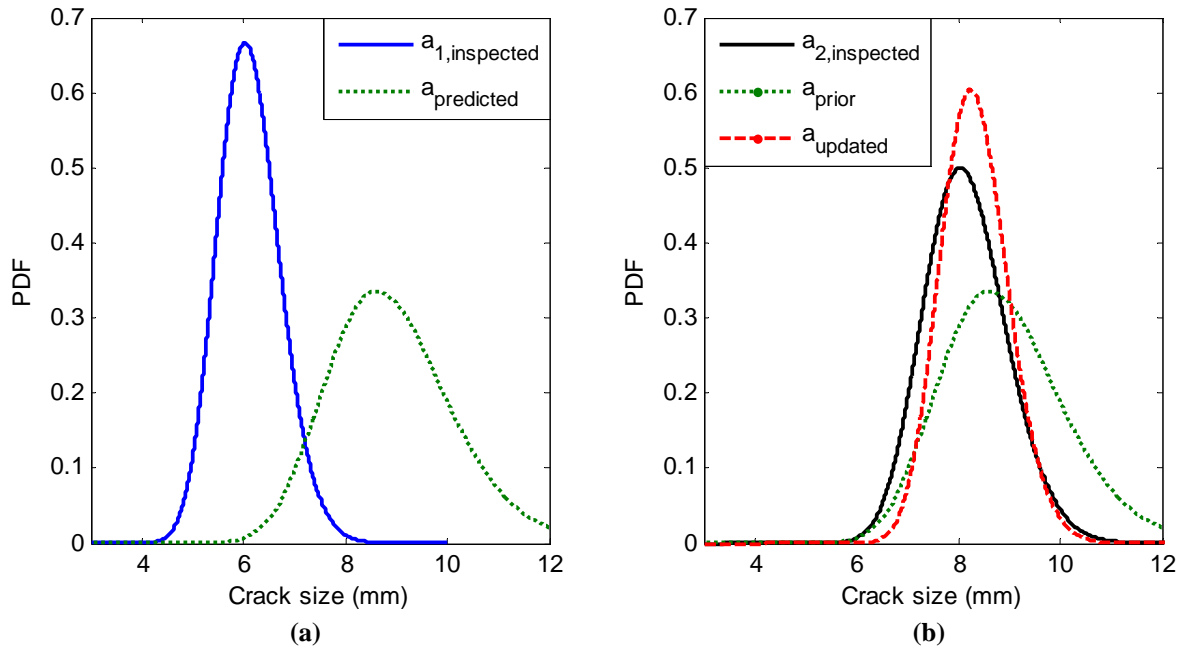 0.7
0.6
0.5
0.4
0.3
0.2
0.1
0
PDF
4
6
8
10
12
Crack size (mm)
a1,inspected
apredicted
(a)
0.7
0.6
0.5
0.4
0.3
0.2
0.1
0
PDF
4
6
8
10
12
Crack size (mm)
a2,inspected
aprior
aupdated
(b)